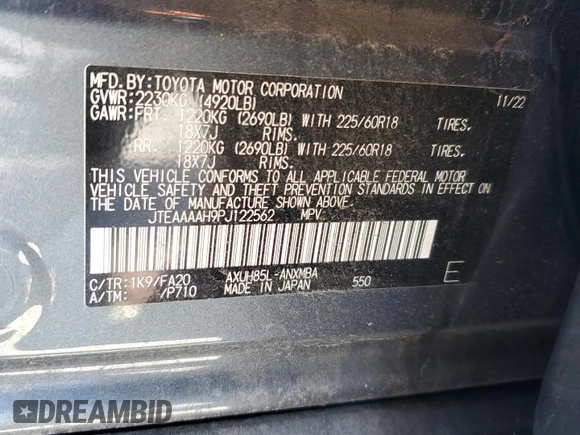 MFD.BY:TOYOTA MOTOR CORPORATION 11/22
GVWR:2230KG (4920LB)
GAWR:FRT. 1220KG (2690LB) WITH 225/60R18 TIRES,
18X7J RIMS.
RR. 1220KG (2690LB) WITH 225/60R18 TIRES,
18X7J RIMS.
THIS VEHICLE CONFORMS TO ALL APPLICABLE FEDERAL MOTOR
VEHICLE SAFETY AND THEFT PREVENTION STANDARDS IN EFFECT ON
THE DATE OF MANUFACTURE SHOWN ABOVE.
JTEAAAAH9PJ122562 MPV
C/TR:1K9/FA20 AXUH85L-ANXMBA
A/TM: /P710 MADE IN JAPAN 550 E
DREAMBID